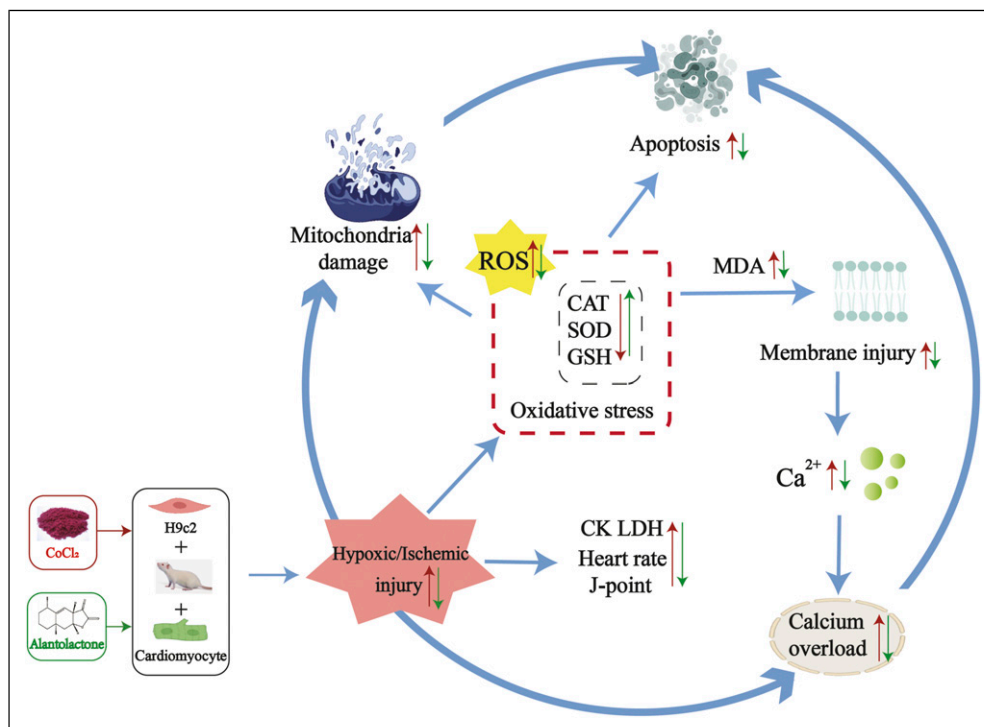 Apoptosis
Mitochondria
damage
ROS
CAT
SOD
GSH
Oxidative stress
MDA
Membrane injury
Ca²⁺
CoCl₂
Alantolactone
H9c2
+
+
Cardiomyocyte
Hypoxic/Ischemic
injury
CK LDH
Heart rate
J-point
Calcium
overload